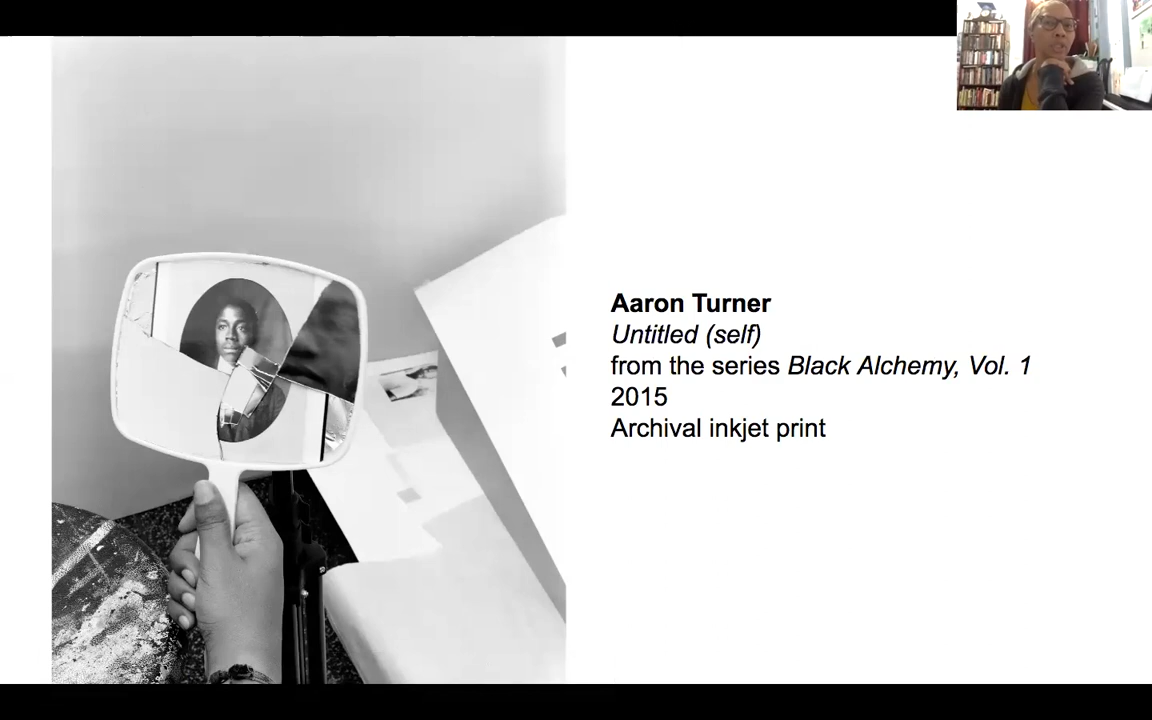 Aaron Turner
Untitled (self)
from the series Black Alchemy, Vol. 1
2015
Archival inkjet print